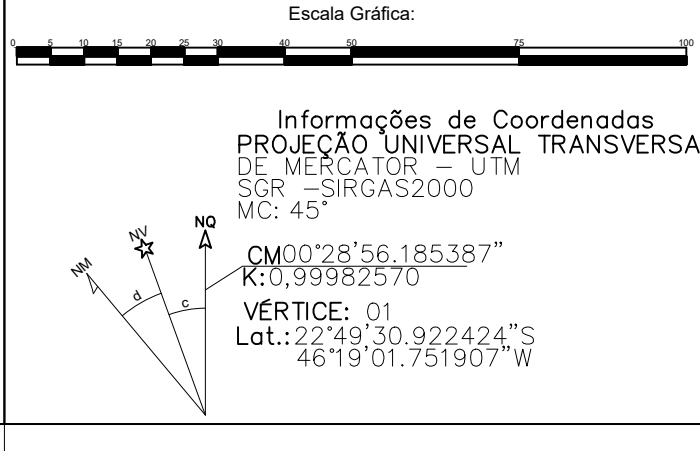 Escala Gráfica:
0 5 10 15 20 25 30 40 50 75 100
Informações de Coordenadas
PROJEÇÃO UNIVERSAL TRANSVERSA
DE MERCATOR – UTM
SGR –SIRGAS2000
MC: 45°
NM NV NQ
d c
CM00°28'56.185387"
K:0,99982570
VÉRTICE: 01
Lat.:22°49'30.922424"S
46°19'01.751907"W